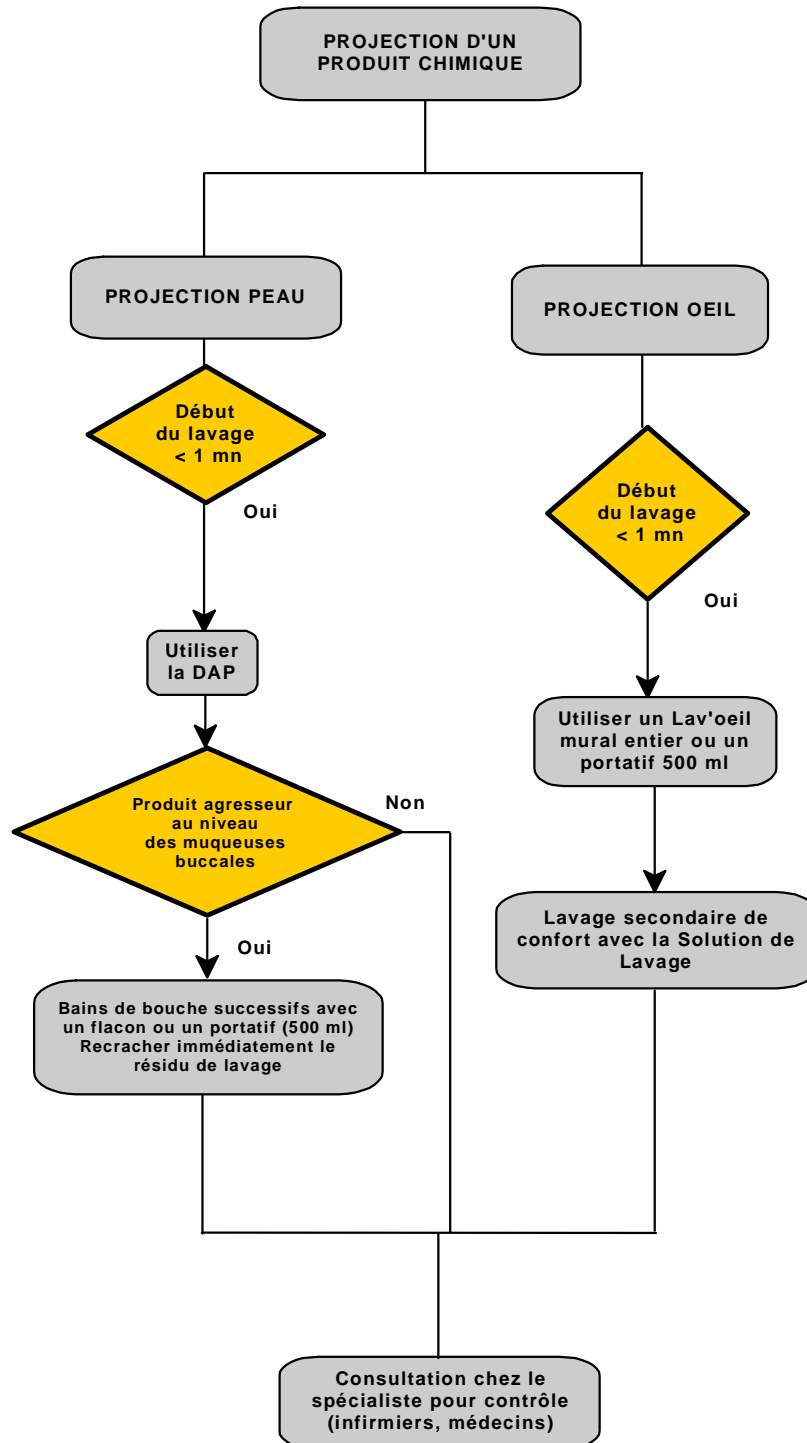 PROJECTION D'UN
PRODUIT CHIMIQUE
PROJECTION PEAU
Début
du lavage
< 1 mn
Oui
Utiliser
la DAP
Produit agresseur
au niveau
des muqueuses
buccales
Non
Oui
Bains de bouche successifs avec
un flacon ou un portatif (500 ml)
Recracher immédiatement le
résidu de lavage
PROJECTION OEIL
Début
du lavage
< 1 mn
Oui
Utiliser un Lav'oeil
mural entier ou un
portatif 500 ml
Lavage secondaire de
confort avec la Solution de
Lavage
Consultation chez le
spécialiste pour contrôle
(infirmiers, médecins)